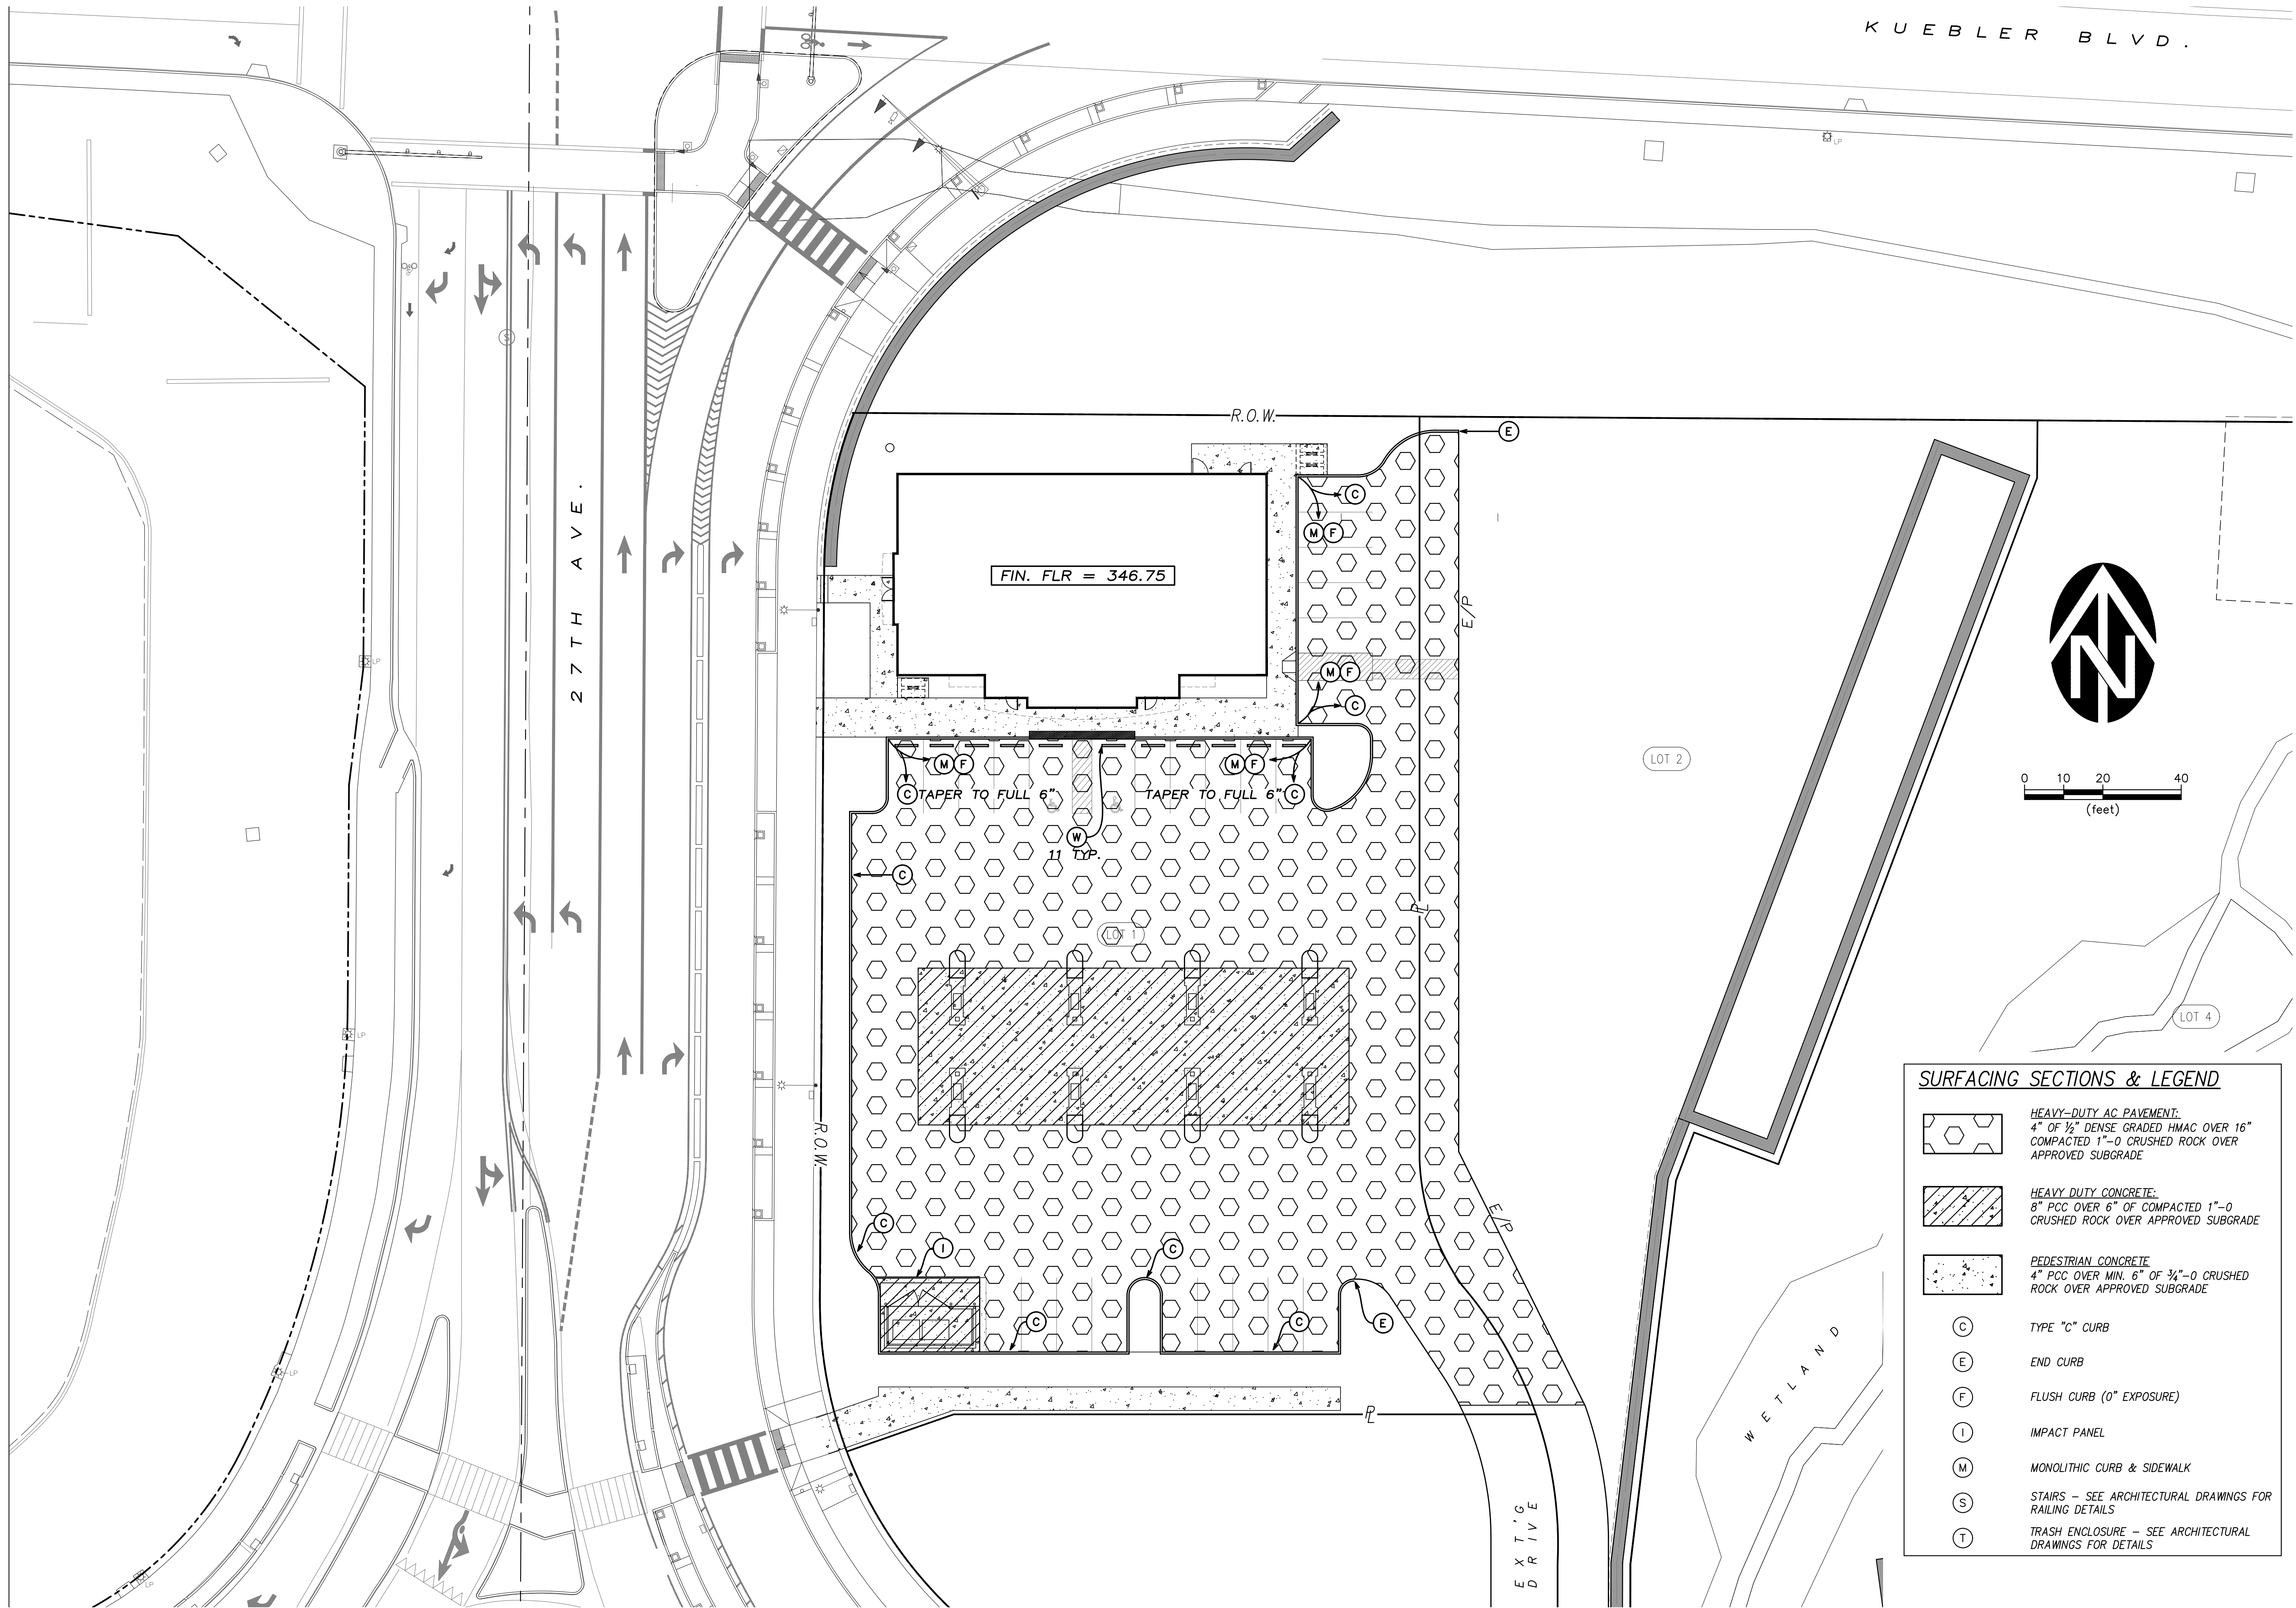 KUEBLER BLVD.
R.O.W.
E
C
M F
27TH AVE.
S
FIN. FLR = 346.75
E/P
LP
LP
M F
C
LOT 2
N
0 10 20 40
(feet)
M F
M F
C TAPER TO FULL 6"
TAPER TO FULL 6" C
W
11 TYP.
C
PL
LOT 1
LOT 4
LP
R.O.W.
E/P
C
I
C
C
C
E
LP
PL
WETLAND
EXT'G
DRIVE
LP
SURFACING SECTIONS & LEGEND
HEAVY-DUTY AC PAVEMENT:
4" OF ½" DENSE GRADED HMAC OVER 16"
COMPACTED 1"-0 CRUSHED ROCK OVER
APPROVED SUBGRADE
HEAVY DUTY CONCRETE:
8" PCC OVER 6" OF COMPACTED 1"-0
CRUSHED ROCK OVER APPROVED SUBGRADE
PEDESTRIAN CONCRETE
4" PCC OVER MIN. 6" OF ¾"-0 CRUSHED
ROCK OVER APPROVED SUBGRADE
C TYPE "C" CURB
E END CURB
F FLUSH CURB (0" EXPOSURE)
I IMPACT PANEL
M MONOLITHIC CURB & SIDEWALK
S STAIRS - SEE ARCHITECTURAL DRAWINGS FOR
RAILING DETAILS
T TRASH ENCLOSURE - SEE ARCHITECTURAL
DRAWINGS FOR DETAILS